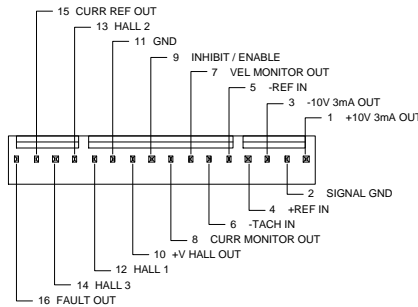 15 CURR REF OUT
13 HALL 2
11 GND
9 INHIBIT / ENABLE
7 VEL MONITOR OUT
5 -REF IN
3 -10V 3mA OUT
1 +10V 3mA OUT
2 SIGNAL GND
4 +REF IN
6 -TACH IN
8 CURR MONITOR OUT
10 +V HALL OUT
12 HALL 1
14 HALL 3
16 FAULT OUT